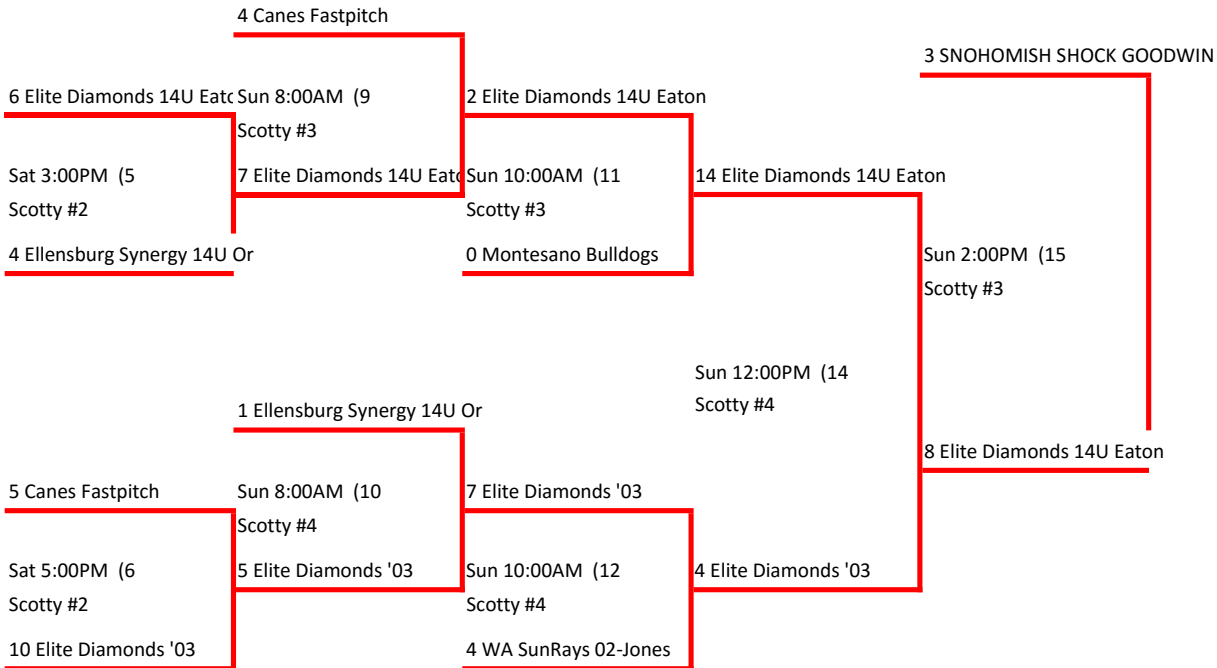 4 Canes Fastpitch
3 SNOHOMISH SHOCK GOODWIN
6 Elite Diamonds 14U Eatc
Sun 8:00AM (9
2 Elite Diamonds 14U Eaton
Scotty #3
Sat 3:00PM (5
7 Elite Diamonds 14U Eatc
Sun 10:00AM (11
14 Elite Diamonds 14U Eaton
Scotty #2
Scotty #3
4 Ellensburg Synergy 14U Or
0 Montesano Bulldogs
Sun 2:00PM (15
Scotty #3
Sun 12:00PM (14
Scotty #4
1 Ellensburg Synergy 14U Or
8 Elite Diamonds 14U Eaton
5 Canes Fastpitch
Sun 8:00AM (10
7 Elite Diamonds '03
Scotty #4
Sat 5:00PM (6
5 Elite Diamonds '03
Sun 10:00AM (12
4 Elite Diamonds '03
Scotty #2
Scotty #4
10 Elite Diamonds '03
4 WA SunRays 02-Jones